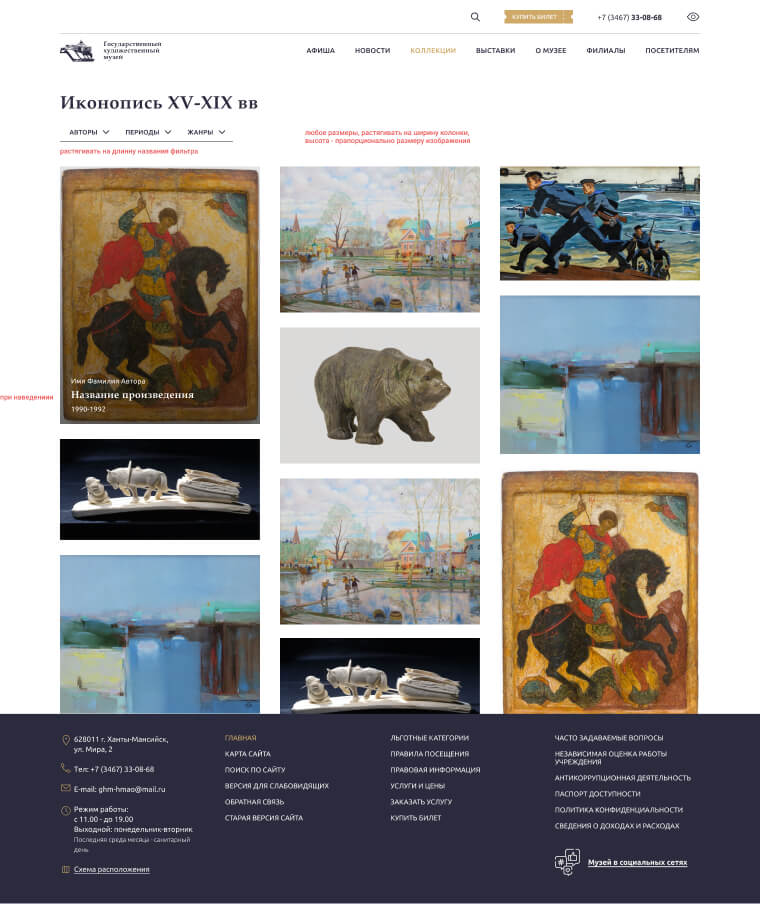 КУПИТЬ БИЛЕТ
+7 (3467) 33-08-68
Государственный
художественный
музей
АФИША
НОВОСТИ
КОЛЛЕКЦИИ
ВЫСТАВКИ
О МУЗЕЕ
ФИЛИАЛЫ
ПОСЕТИТЕЛЯМ
Иконопись XV-XIX вв
АВТОРЫ
ПЕРИОДЫ
ЖАНРЫ
растягивать на длинну названия фильтра
любое размеры, растягивать на ширину колонки,
высота - прапорционально размеру изображения
при наведениии
Имя Фамилия Автора
Название произведения
1990-1992
628011 г. Ханты-Мансийск,
ул. Мира, 2
Тел: +7 (3467) 33-08-68
E-mail: ghm-hmao@mail.ru
Режим работы:
с 11.00 - до 19.00
Выходной: понедельник-вторник
Последняя среда месяца - санитарный
день
Схема расположения
ГЛАВНАЯ
КАРТА САЙТА
ПОИСК ПО САЙТУ
ВЕРСИЯ ДЛЯ СЛАБОВИДЯЩИХ
ОБРАТНАЯ СВЯЗЬ
СТАРАЯ ВЕРСИЯ САЙТА
ЛЬГОТНЫЕ КАТЕГОРИИ
ПРАВИЛА ПОСЕЩЕНИЯ
ПРАВОВАЯ ИНФОРМАЦИЯ
УСЛУГИ И ЦЕНЫ
ЗАКАЗАТЬ УСЛУГУ
КУПИТЬ БИЛЕТ
ЧАСТО ЗАДАВАЕМЫЕ ВОПРОСЫ
НЕЗАВИСИМАЯ ОЦЕНКА РАБОТЫ
УЧРЕЖДЕНИЯ
АНТИКОРРУПЦИОННАЯ ДЕЯТЕЛЬНОСТЬ
ПАСПОРТ ДОСТУПНОСТИ
ПОЛИТИКА КОНФИДЕНЦИАЛЬНОСТИ
СВЕДЕНИЯ О ДОХОДАХ И РАСХОДАХ
Музей в социальных сетях